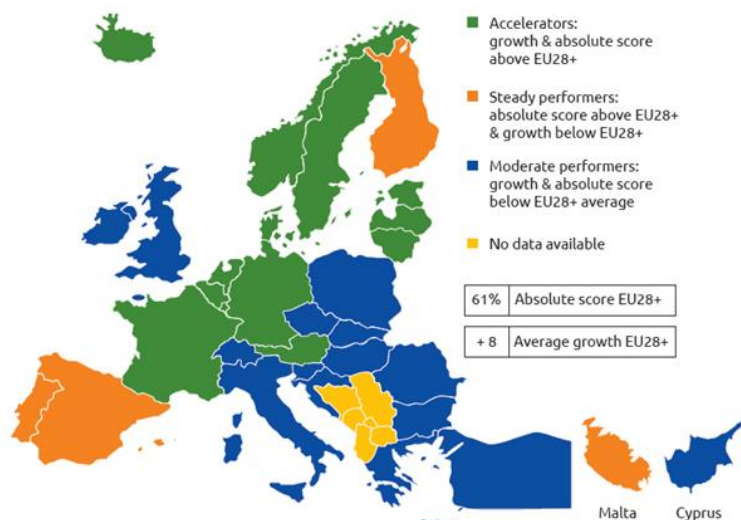 Accelerators:
growth & absolute score
above EU28+
Steady performers:
absolute score above EU28+
& growth below EU28+
Moderate performers:
growth & absolute score
below EU28+ average
No data available
61% Absolute score EU28+
+ 8 Average growth EU28+
Malta Cyprus